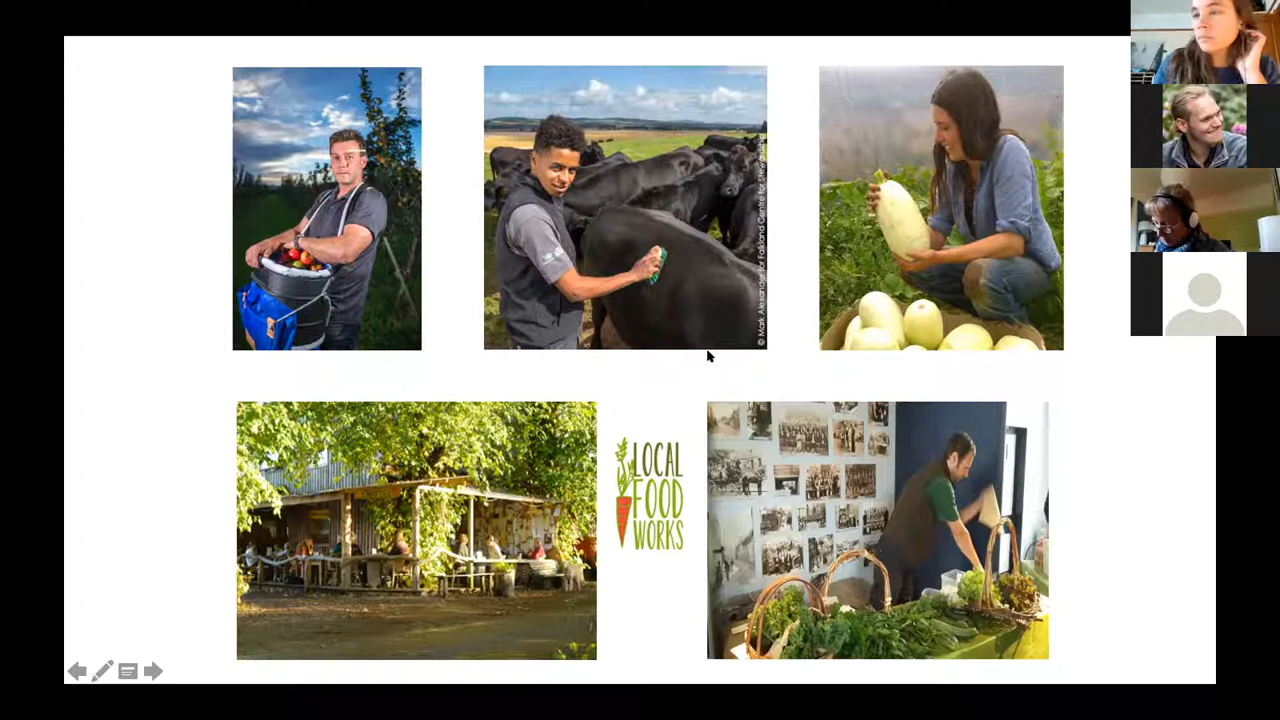 © Mark Alexander for Falkland Centre for Stewardship
LOCAL
FOOD
WORKS